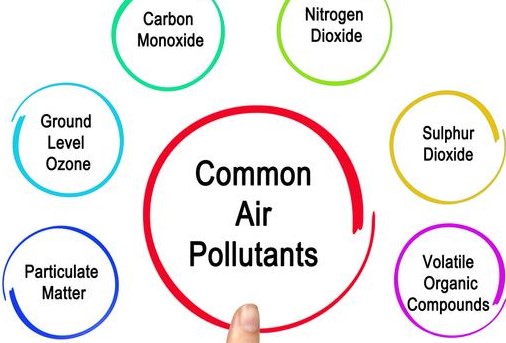 Carbon
Monoxide
Nitrogen
Dioxide
Ground
Level
Ozone
Sulphur
Dioxide
Common
Air
Pollutants
Particulate
Matter
Volatile
Organic
Compounds